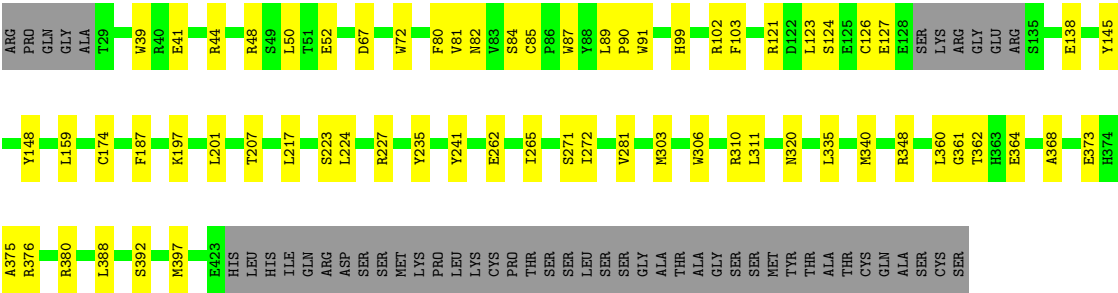 ARG PRO GLN GLY ALA T29 W39 R40 E41 R44 R48 S49 L50 T51 E52 D67 W72 F80 V81 N82 V83 S84 C85 P86 W87 Y88 L89 P90 W91 H99 R102 F103 R121 D122 L123 S124 E125 C126 E127 E128 SER LYS ARG GLY GLU ARG S135 E138 Y145
Y148 L159 C174 F187 K197 L201 T207 L217 S223 L224 R227 Y235 Y241 E262 I265 S271 I272 V281 M303 W306 R310 L311 N320 L335 M340 R348 L360 G361 T362 H363 E364 A368 E373 H374
A375 R376 R380 L388 S392 M397 E423 HIS LEU HIS ILE GLN ARG ASP SER SER MET LYS PRO LEU LYS CYS PRO THR SER SER LEU SER SER GLY ALA THR ALA GLY SER SER MET TYR THR ALA THR CYS GLN ALA SER CYS SER